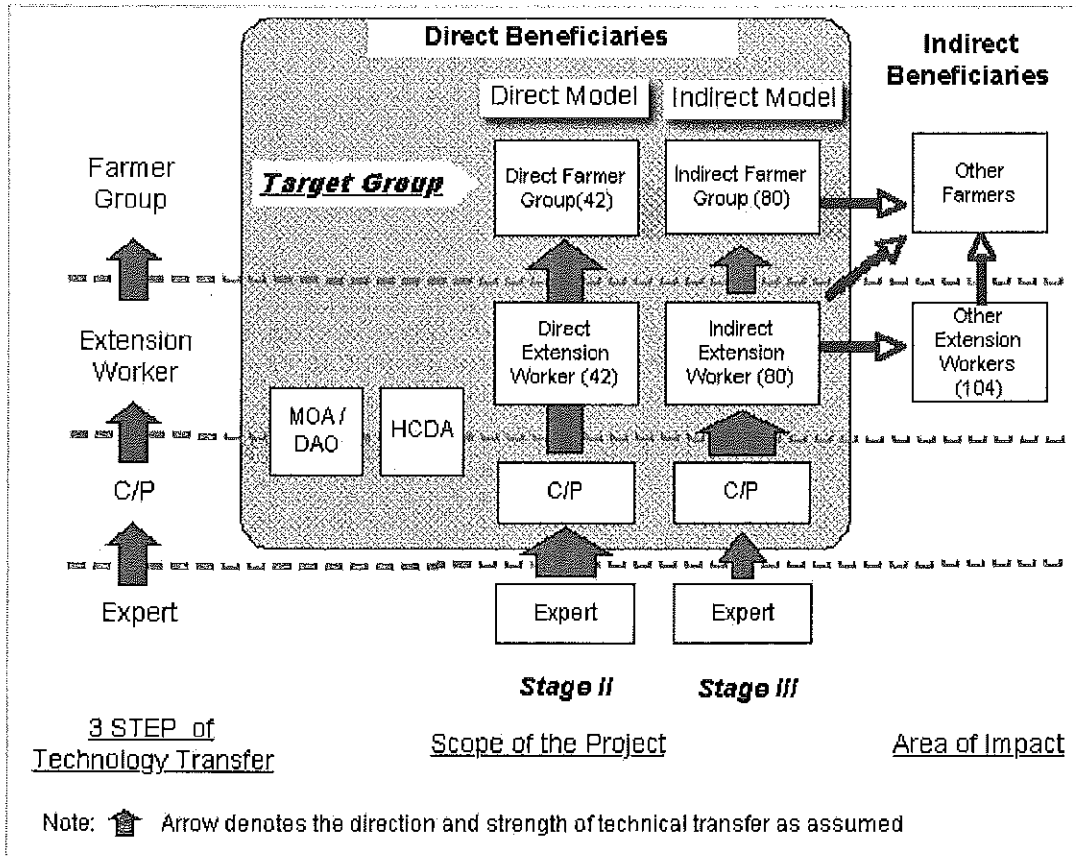 Direct Beneficiaries
Indirect
Beneficiaries
Direct Model
Indirect Model
Farmer
Group
Target Group
Direct Farmer
Group(42)
Indirect Farmer
Group (80)
Other
Farmers
Extension
Worker
Direct
Extension
Worker (42)
Indirect
Extension
Worker (80)
Other
Extension
Workers
(104)
MOA /
DAO
HCDA
C/P
C/P
C/P
Expert
Expert
Expert
Stage II
Stage III
3 STEP of
Technology Transfer
Scope of the Project
Area of Impact
Note: Arrow denotes the direction and strength of technical transfer as assumed